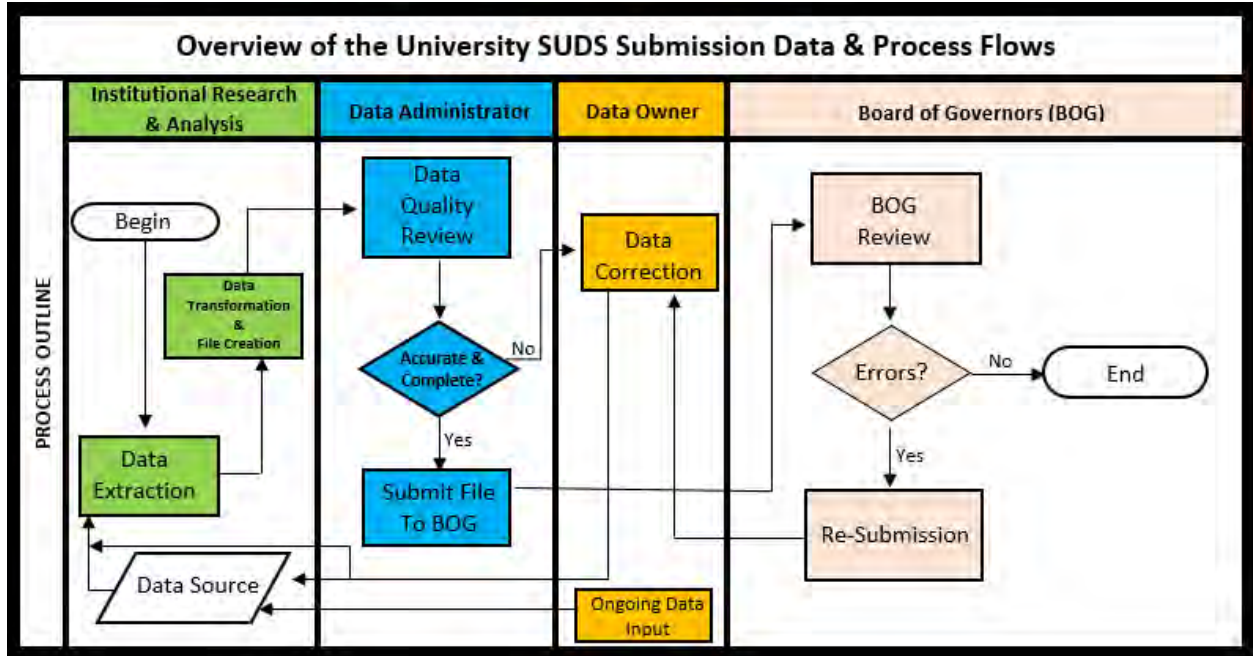 Overview of the University SUDS Submission Data & Process Flows
PROCESS OUTLINE
Institutional Research
& Analysis
Data Administrator
Data Owner
Board of Governors (BOG)
Begin
Data
Transformation
&
File Creation
Data
Extraction
Data Source
Data
Quality
Review
Accurate &
Complete?
No
Yes
Submit File
To BOG
Data
Correction
Ongoing Data
Input
BOG
Review
Errors?
No
End
Yes
Re-Submission